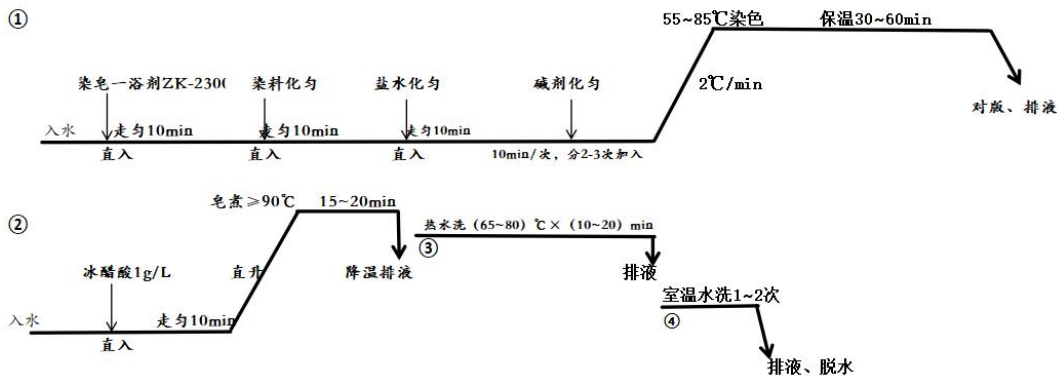 ①
55~85℃染色 保温30~60min
2℃/min
染皂一浴剂ZK-2300 染料化匀 盐水化匀 碱剂化匀
对版、排液
入水 走匀10min 走匀10min 走匀10min
直入 直入 直入 10min/次，分2-3次加入
②
皂煮≥90℃ 15~20min
热水洗（65~80）℃×（10~20）min
③
冰醋酸1g/L 直升 降温排液 排液
室温水洗1~2次
④
入水 走匀10min
直入
排液、脱水